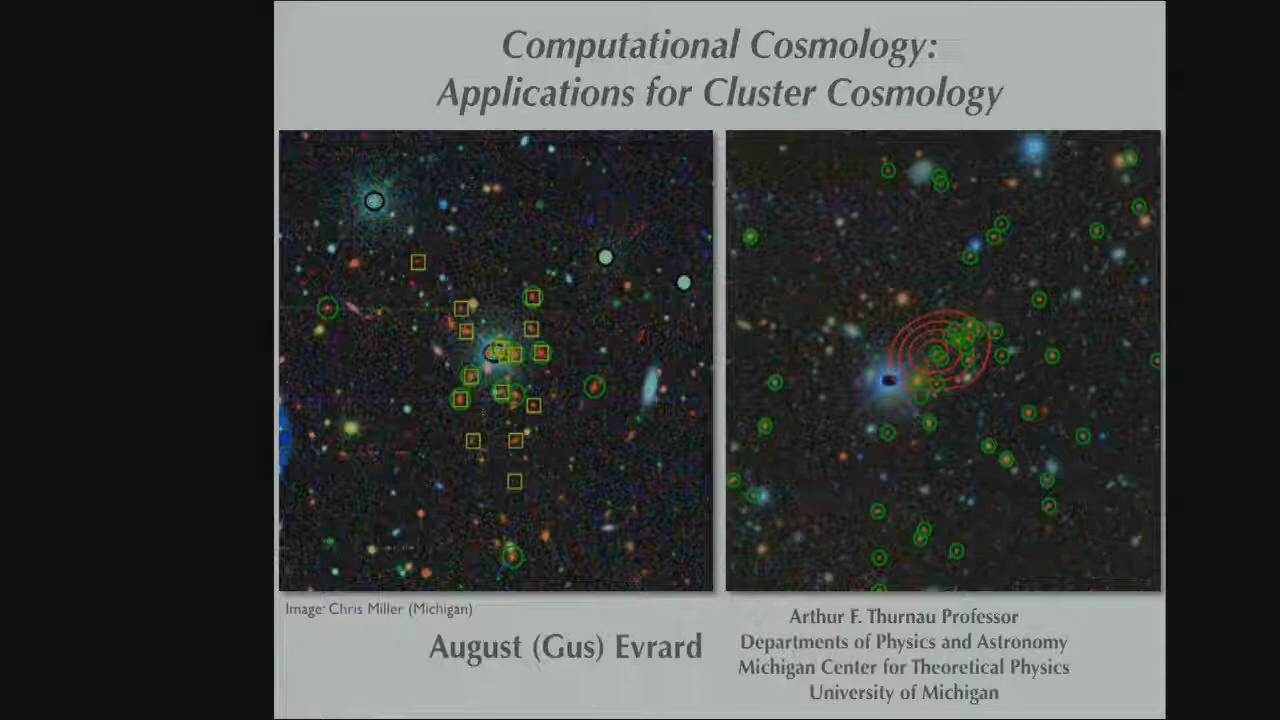 Computational Cosmology:
Applications for Cluster Cosmology
Image: Chris Miller (Michigan)
August (Gus) Evrard
Arthur F. Thurnau Professor
Departments of Physics and Astronomy
Michigan Center for Theoretical Physics
University of Michigan